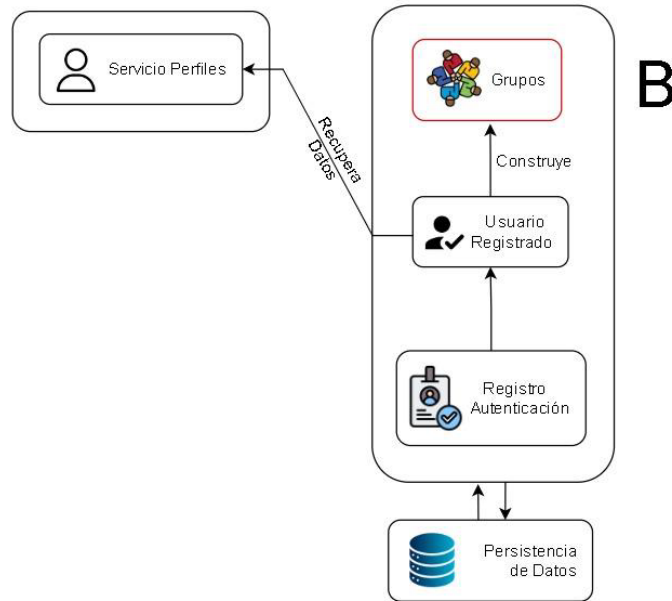 Servicio Perfiles
Grupos
B
Recupera
Datos
Construye
Usuario
Registrado
Registro
Autenticación
Persistencia
de Datos